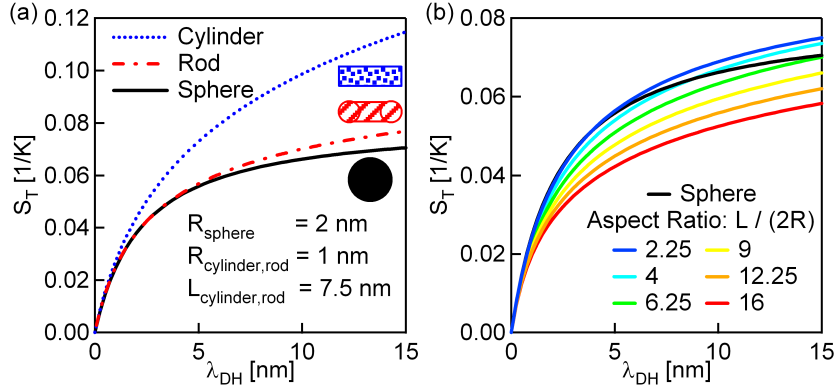 (a)
0.12
0.10
0.08
0.06
0.04
0.02
0.00
S_T [1/K]
Cylinder
Rod
Sphere
R_sphere = 2 nm
R_cylinder,rod = 1 nm
L_cylinder,rod = 7.5 nm
0 5 10 15
λ_DH [nm]
(b)
0.08
0.06
0.04
0.02
0.00
S_T [1/K]
Sphere
Aspect Ratio: L / (2R)
2.25 9
4 12.25
6.25 16
0 5 10 15
λ_DH [nm]